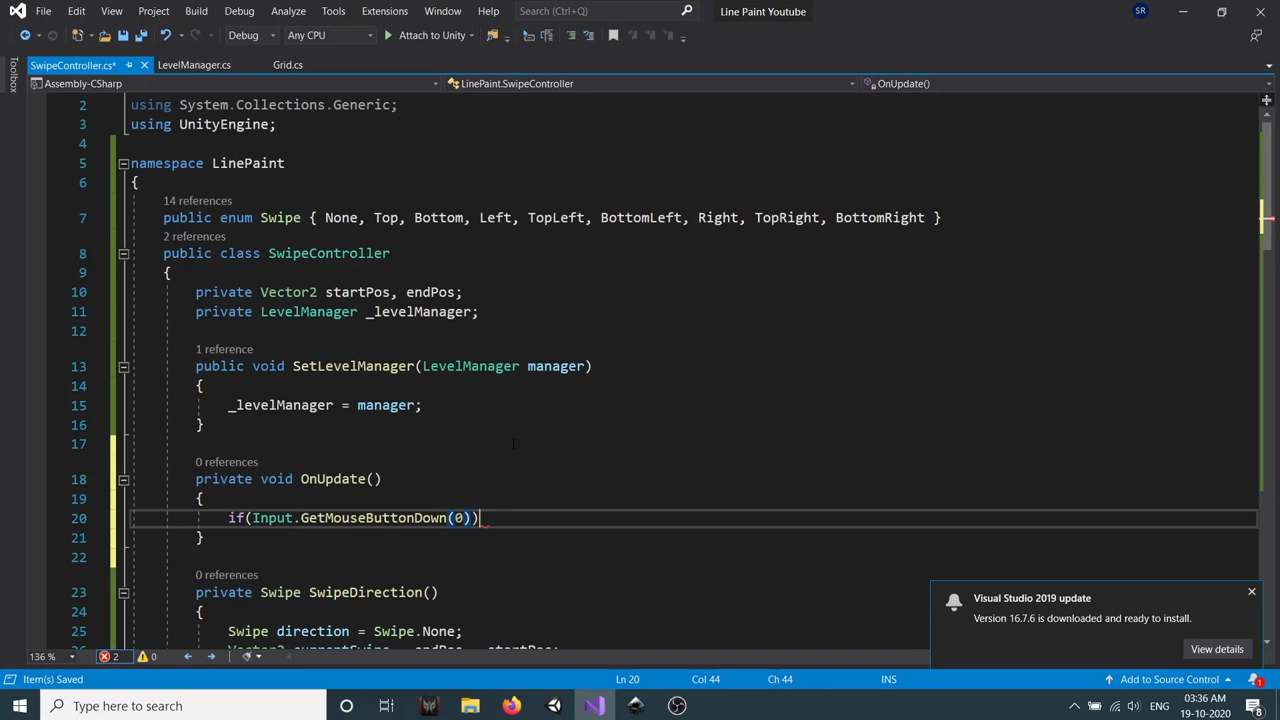 File Edit View Project Build Debug Analyze Tools Extensions Window Help Search (Ctrl+Q) Line Paint Youtube SR
Debug Any CPU Attach to Unity
SwipeController.cs* LevelManager.cs Grid.cs
Toolbox
Assembly-CSharp LinePaint.SwipeController OnUpdate()
2 using System.Collections.Generic;
3 using UnityEngine;
4
5 namespace LinePaint
6 {
14 references
7 public enum Swipe { None, Top, Bottom, Left, TopLeft, BottomLeft, Right, TopRight, BottomRight }
2 references
8 public class SwipeController
9 {
10 private Vector2 startPos, endPos;
11 private LevelManager _levelManager;
12
1 reference
13 public void SetLevelManager(LevelManager manager)
14 {
15 _levelManager = manager;
16 }
17
0 references
18 private void OnUpdate()
19 {
20 if(Input.GetMouseButtonDown(0))
21 }
22
0 references
23 private Swipe SwipeDirection()
24 {
25 Swipe direction = Swipe.None;
Visual Studio 2019 update
Version 16.7.6 is downloaded and ready to install.
View details
136 % 2 0
Item(s) Saved Ln 20 Col 44 Ch 44 INS Add to Source Control 1
Type here to search ENG 03:36 AM
19-10-2020 8